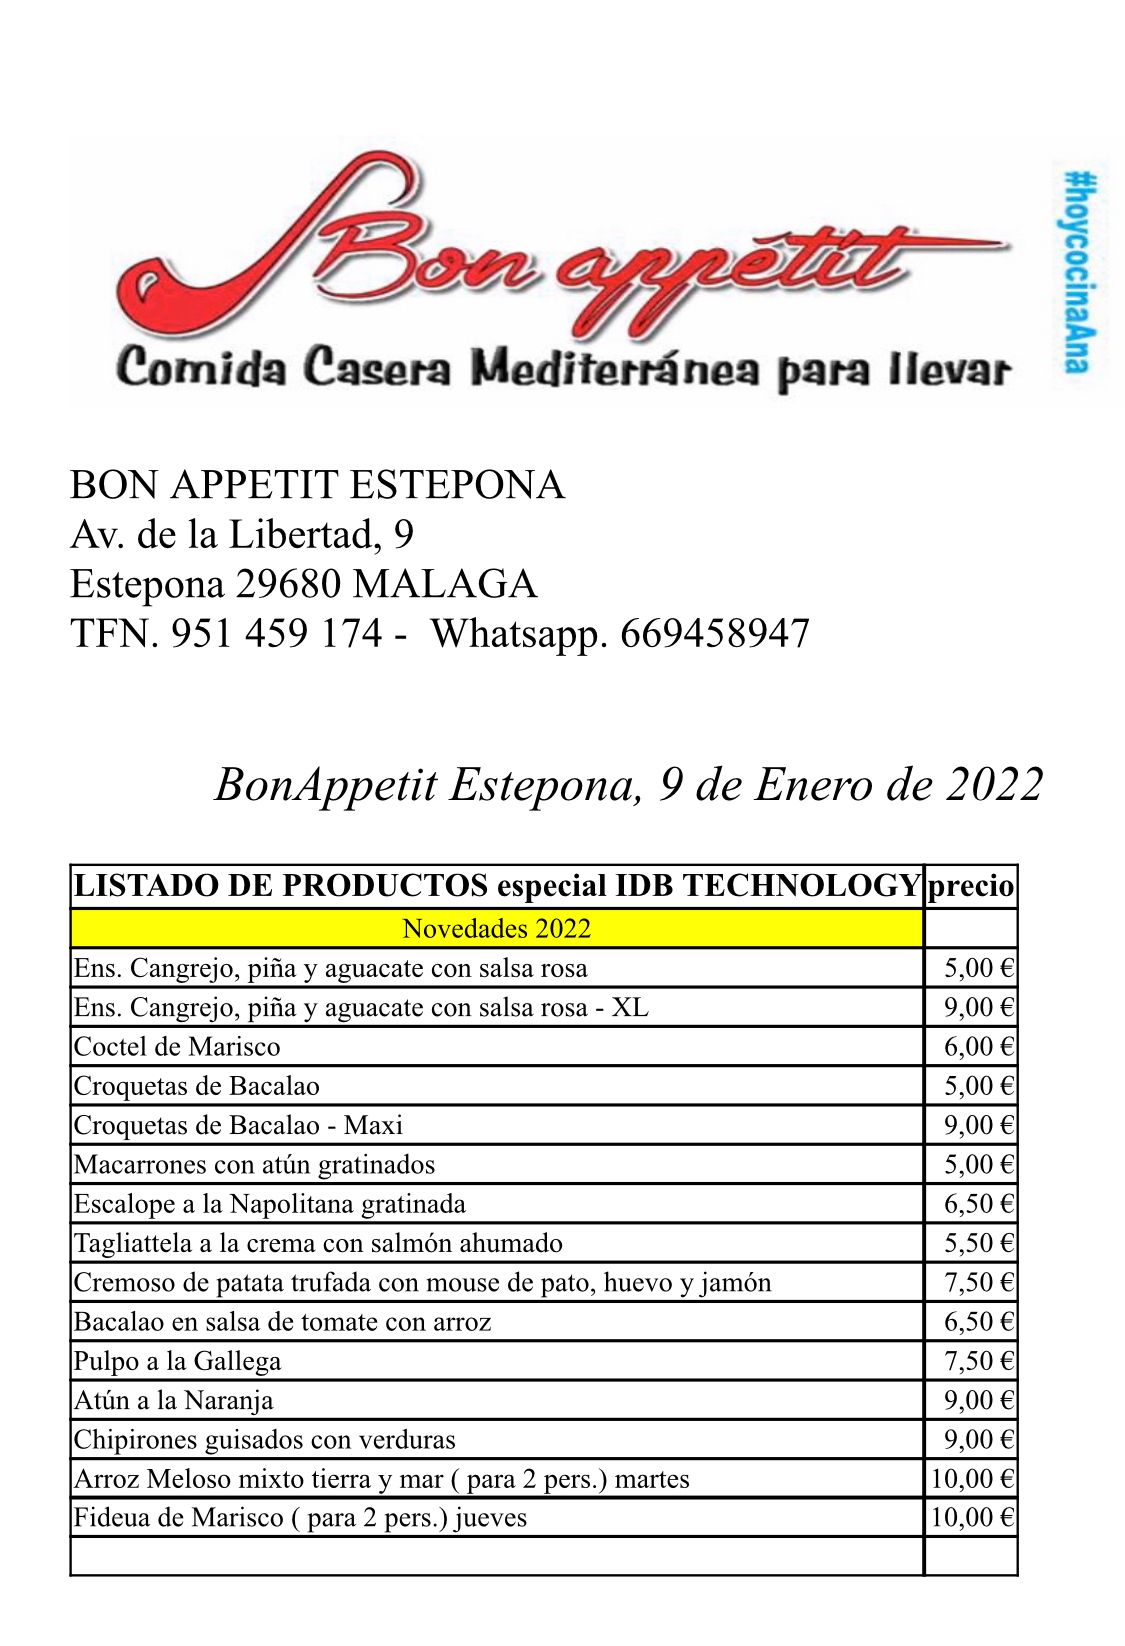 Bon appétit
Comida Casera Mediterránea para llevar
#hoycocinaAna
BON APPETIT ESTEPONA
Av. de la Libertad, 9
Estepona 29680 MALAGA
TFN. 951 459 174 - Whatsapp. 669458947
BonAppetit Estepona, 9 de Enero de 2022
LISTADO DE PRODUCTOS especial IDB TECHNOLOGY precio
Novedades 2022
Ens. Cangrejo, piña y aguacate con salsa rosa 5,00 €
Ens. Cangrejo, piña y aguacate con salsa rosa - XL 9,00 €
Coctel de Marisco 6,00 €
Croquetas de Bacalao 5,00 €
Croquetas de Bacalao - Maxi 9,00 €
Macarrones con atún gratinados 5,00 €
Escalope a la Napolitana gratinada 6,50 €
Tagliattela a la crema con salmón ahumado 5,50 €
Cremoso de patata trufada con mouse de pato, huevo y jamón 7,50 €
Bacalao en salsa de tomate con arroz 6,50 €
Pulpo a la Gallega 7,50 €
Atún a la Naranja 9,00 €
Chipirones guisados con verduras 9,00 €
Arroz Meloso mixto tierra y mar ( para 2 pers.) martes 10,00 €
Fideua de Marisco ( para 2 pers.) jueves 10,00 €